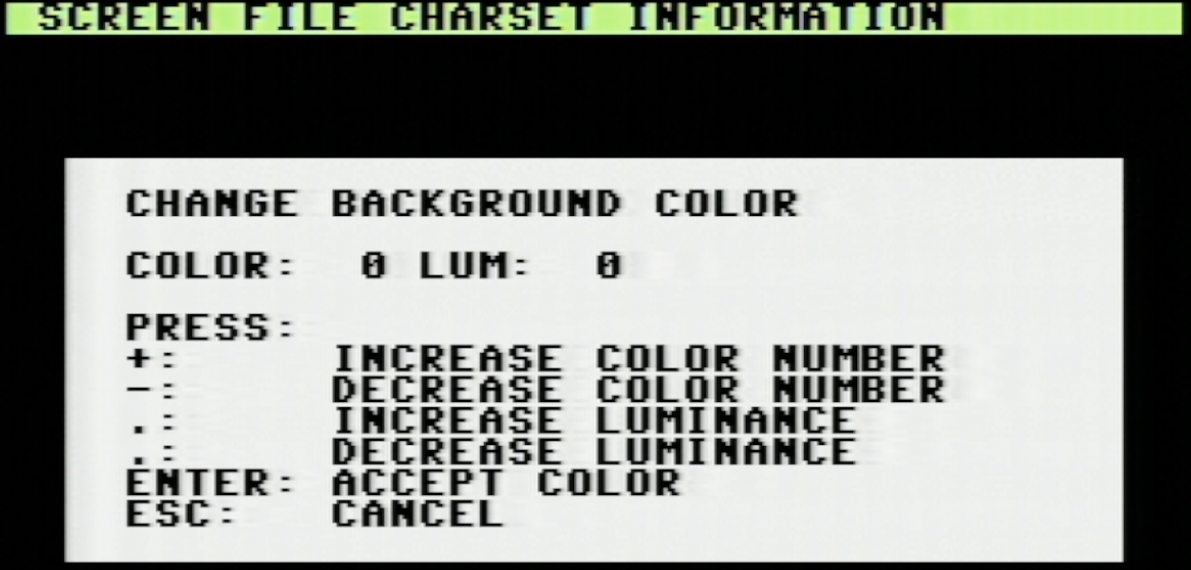 SCREEN FILE CHARSET INFORMATION
CHANGE BACKGROUND COLOR
COLOR: 0 LUM: 0
PRESS:
+: INCREASE COLOR NUMBER
-: DECREASE COLOR NUMBER
.: INCREASE LUMINANCE
.: DECREASE LUMINANCE
ENTER: ACCEPT COLOR
ESC: CANCEL